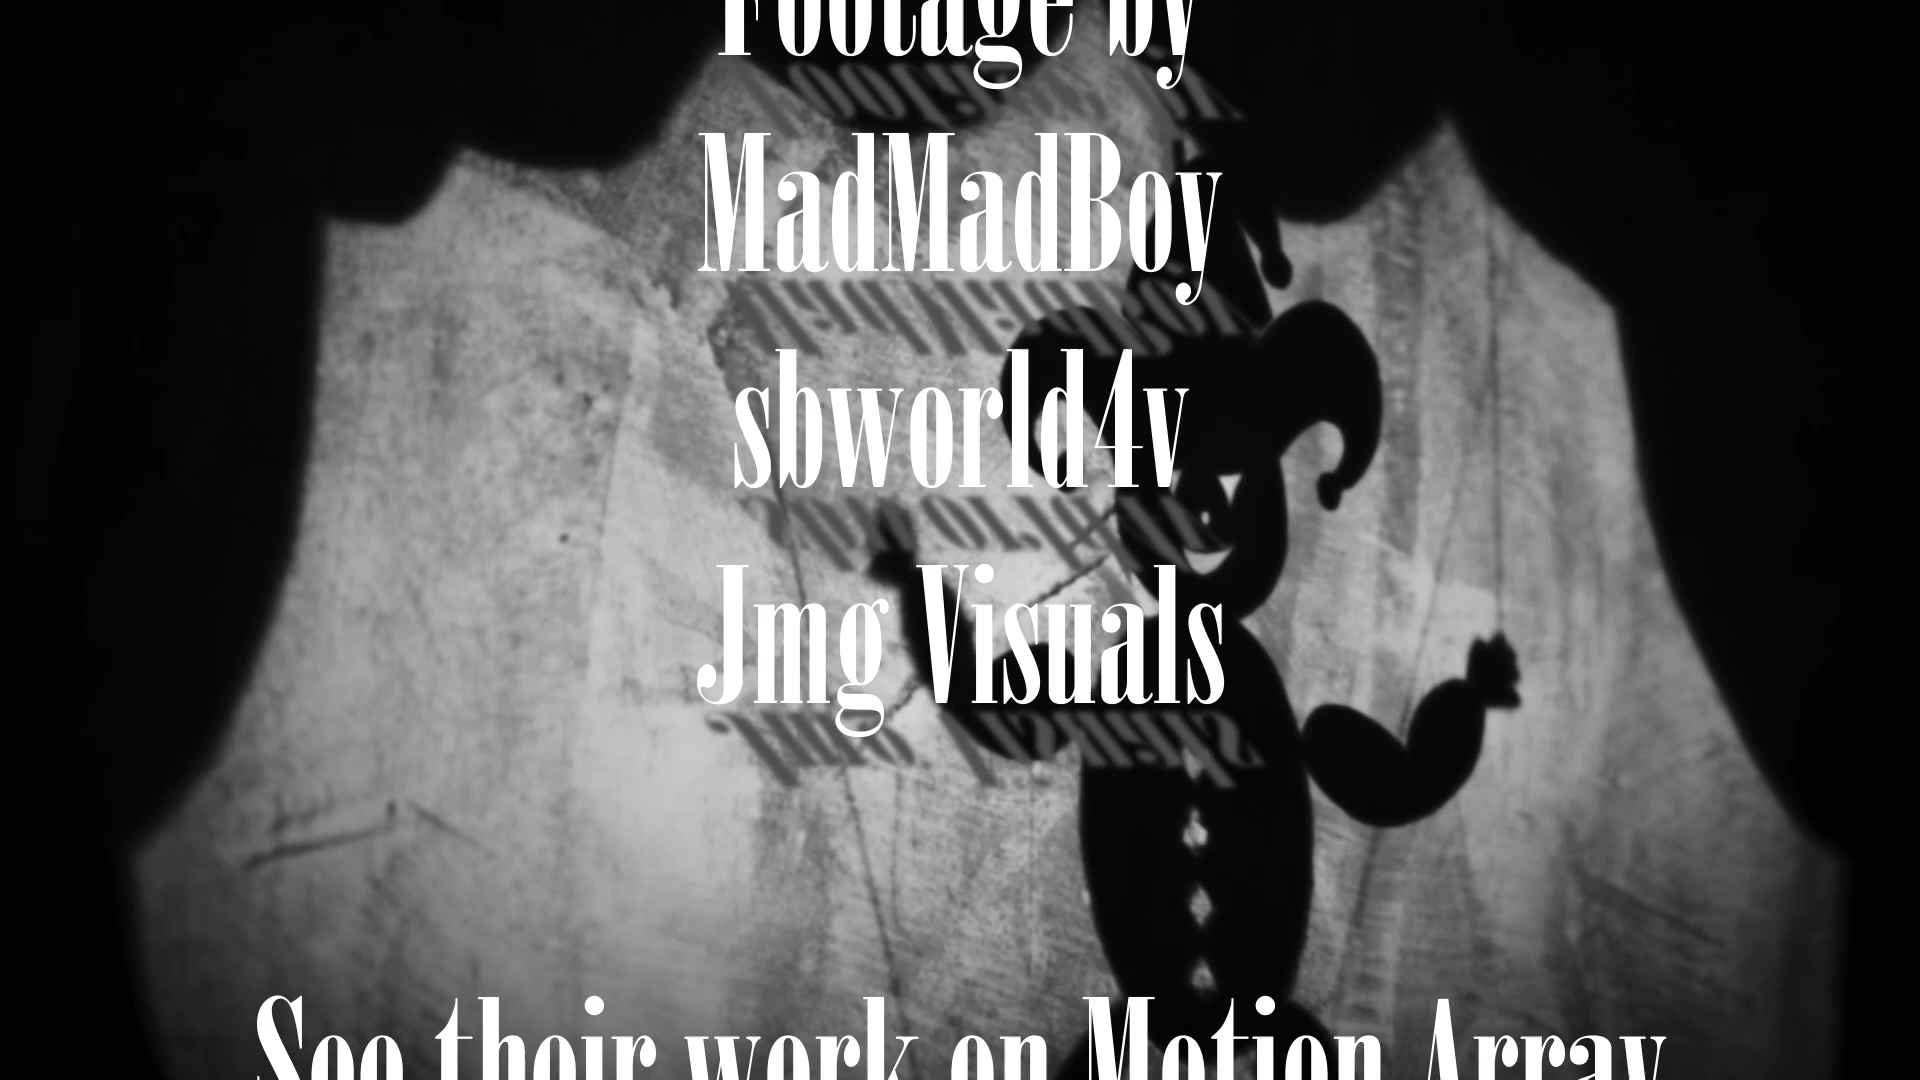 Footage by
MadMadBoy
sbworld4v
Jmg Visuals
See their work on Motion Array